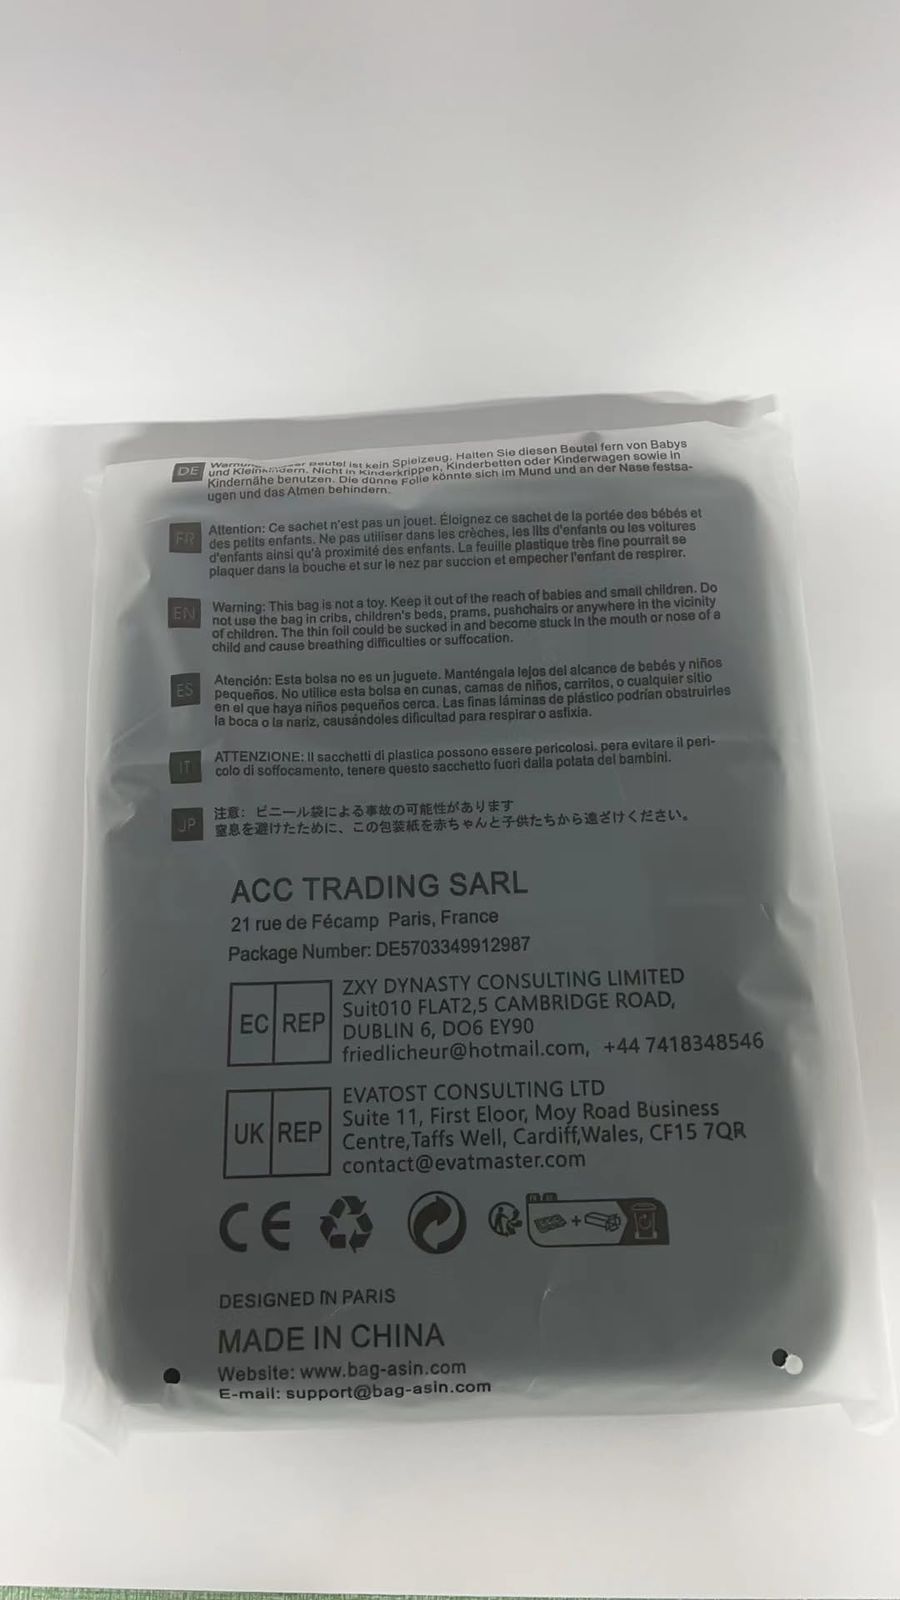 DE
Beutel ist kein Spielzeug. Halten Sie diesen Beutel fern von Babys
und Kleinkindern. Nicht in Kinderkrippen, Kinderbetten oder Kinderwagen sowie in
Kindernähe benutzen. Die dünne Folie könnte sich im Mund und an der Nase festsa-
ugen und das Atmen behindern.
FR
Attention: Ce sachet n'est pas un jouet. Éloignez ce sachet de la portée des bébés et
des petits enfants. Ne pas utiliser dans les crèches, les lits d'enfants ou les voitures
d'enfants ainsi qu'à proximité des enfants. La feuille plastique très fine pourrait se
plaquer dans la bouche et sur le nez par succion et empecher l'enfant de respirer.
EN
Warning: This bag is not a toy. Keep it out of the reach of babies and small children. Do
not use the bag in cribs, children's beds, prams, pushchairs or anywhere in the vicinity
of children. The thin foil could be sucked in and become stuck in the mouth or nose of a
child and cause breathing difficulties or suffocation.
ES
Atención: Esta bolsa no es un juguete. Manténgala lejos del alcance de bebés y niños
pequeños. No utilice esta bolsa en cunas, camas de niños, carritos, o cualquier sitio
en el que haya niños pequeños cerca. Las finas láminas de plástico podrían obstruirles
la boca o la nariz, causándoles dificultad para respirar o asfixia.
IT
ATTENZIONE: Il sacchetti di plastica possono essere pericolosi. pera evitare il peri-
colo di soffocamento, tenere questo sacchetto fuori dalla potata del bambini.
JP
注意: ビニール袋による事故の可能性があります
窒息を避けたために、この包装紙を赤ちゃんと子供たちから遠ざけください。
ACC TRADING SARL
21 rue de Fécamp Paris, France
Package Number: DE5703349912987
EC REP
ZXY DYNASTY CONSULTING LIMITED
Suit010 FLAT2,5 CAMBRIDGE ROAD,
DUBLIN 6, DO6 EY90
friedlicheur@hotmail.com, +44 7418348546
UK REP
EVATOST CONSULTING LTD
Suite 11, First Eloor, Moy Road Business
Centre,Taffs Well, Cardiff,Wales, CF15 7QR
contact@evatmaster.com
CE
DESIGNED IN PARIS
MADE IN CHINA
Website: www.bag-asin.com
E-mail: support@bag-asin.com